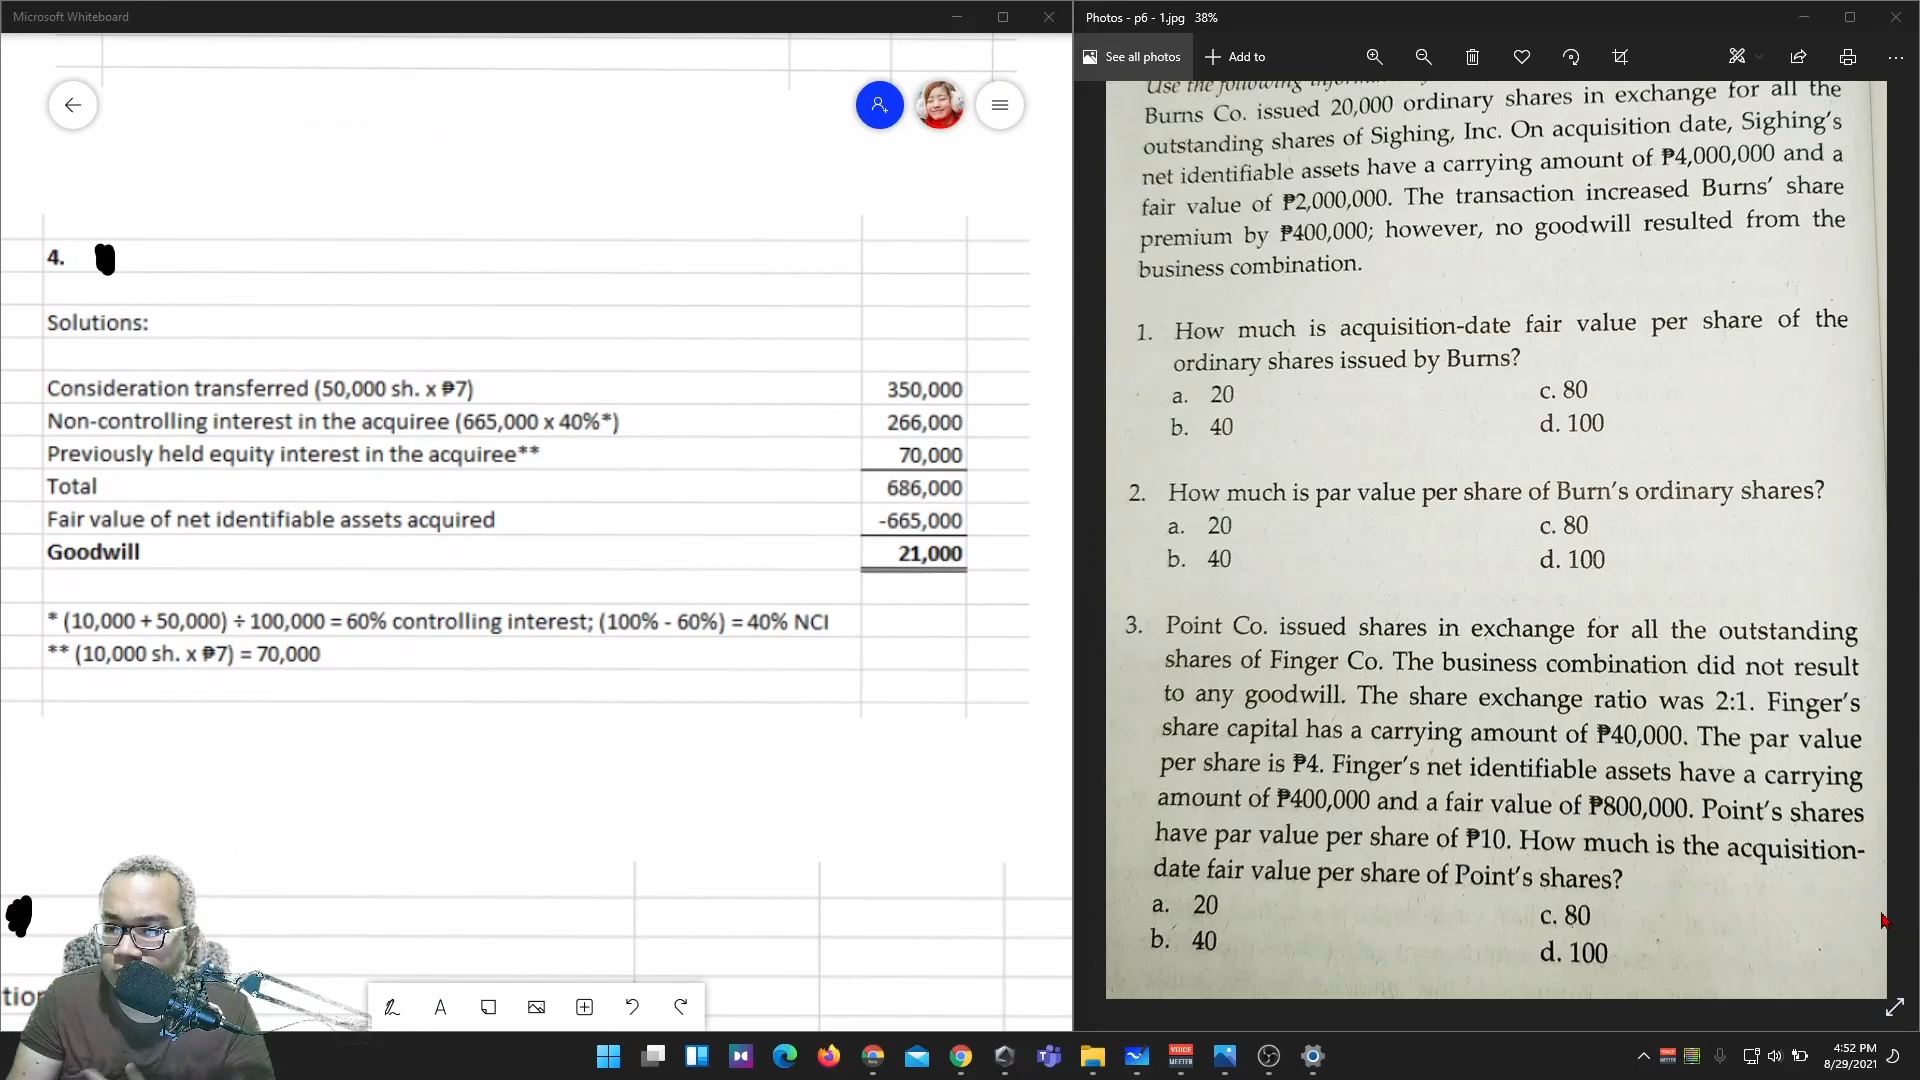 Microsoft Whiteboard
4.
Solutions:
Consideration transferred (50,000 sh. x ₱7) 350,000
Non-controlling interest in the acquiree (665,000 x 40%*) 266,000
Previously held equity interest in the acquiree** 70,000
Total 686,000
Fair value of net identifiable assets acquired -665,000
Goodwill 21,000
* (10,000 + 50,000) ÷ 100,000 = 60% controlling interest; (100% - 60%) = 40% NCI
** (10,000 sh. x ₱7) = 70,000
Photos - p6 - 1.jpg 38%
See all photos Add to
Use the following
Burns Co. issued 20,000 ordinary shares in exchange for all the
outstanding shares of Sighing, Inc. On acquisition date, Sighing's
net identifiable assets have a carrying amount of ₱4,000,000 and a
fair value of ₱2,000,000. The transaction increased Burns' share
premium by ₱400,000; however, no goodwill resulted from the
business combination.
1. How much is acquisition-date fair value per share of the
ordinary shares issued by Burns?
a. 20 c. 80
b. 40 d. 100
2. How much is par value per share of Burn's ordinary shares?
a. 20 c. 80
b. 40 d. 100
3. Point Co. issued shares in exchange for all the outstanding
shares of Finger Co. The business combination did not result
to any goodwill. The share exchange ratio was 2:1. Finger's
share capital has a carrying amount of ₱40,000. The par value
per share is ₱4. Finger's net identifiable assets have a carrying
amount of ₱400,000 and a fair value of ₱800,000. Point's shares
have par value per share of ₱10. How much is the acquisition-
date fair value per share of Point's shares?
a. 20 c. 80
b. 40 d. 100
4:52 PM
8/29/2021